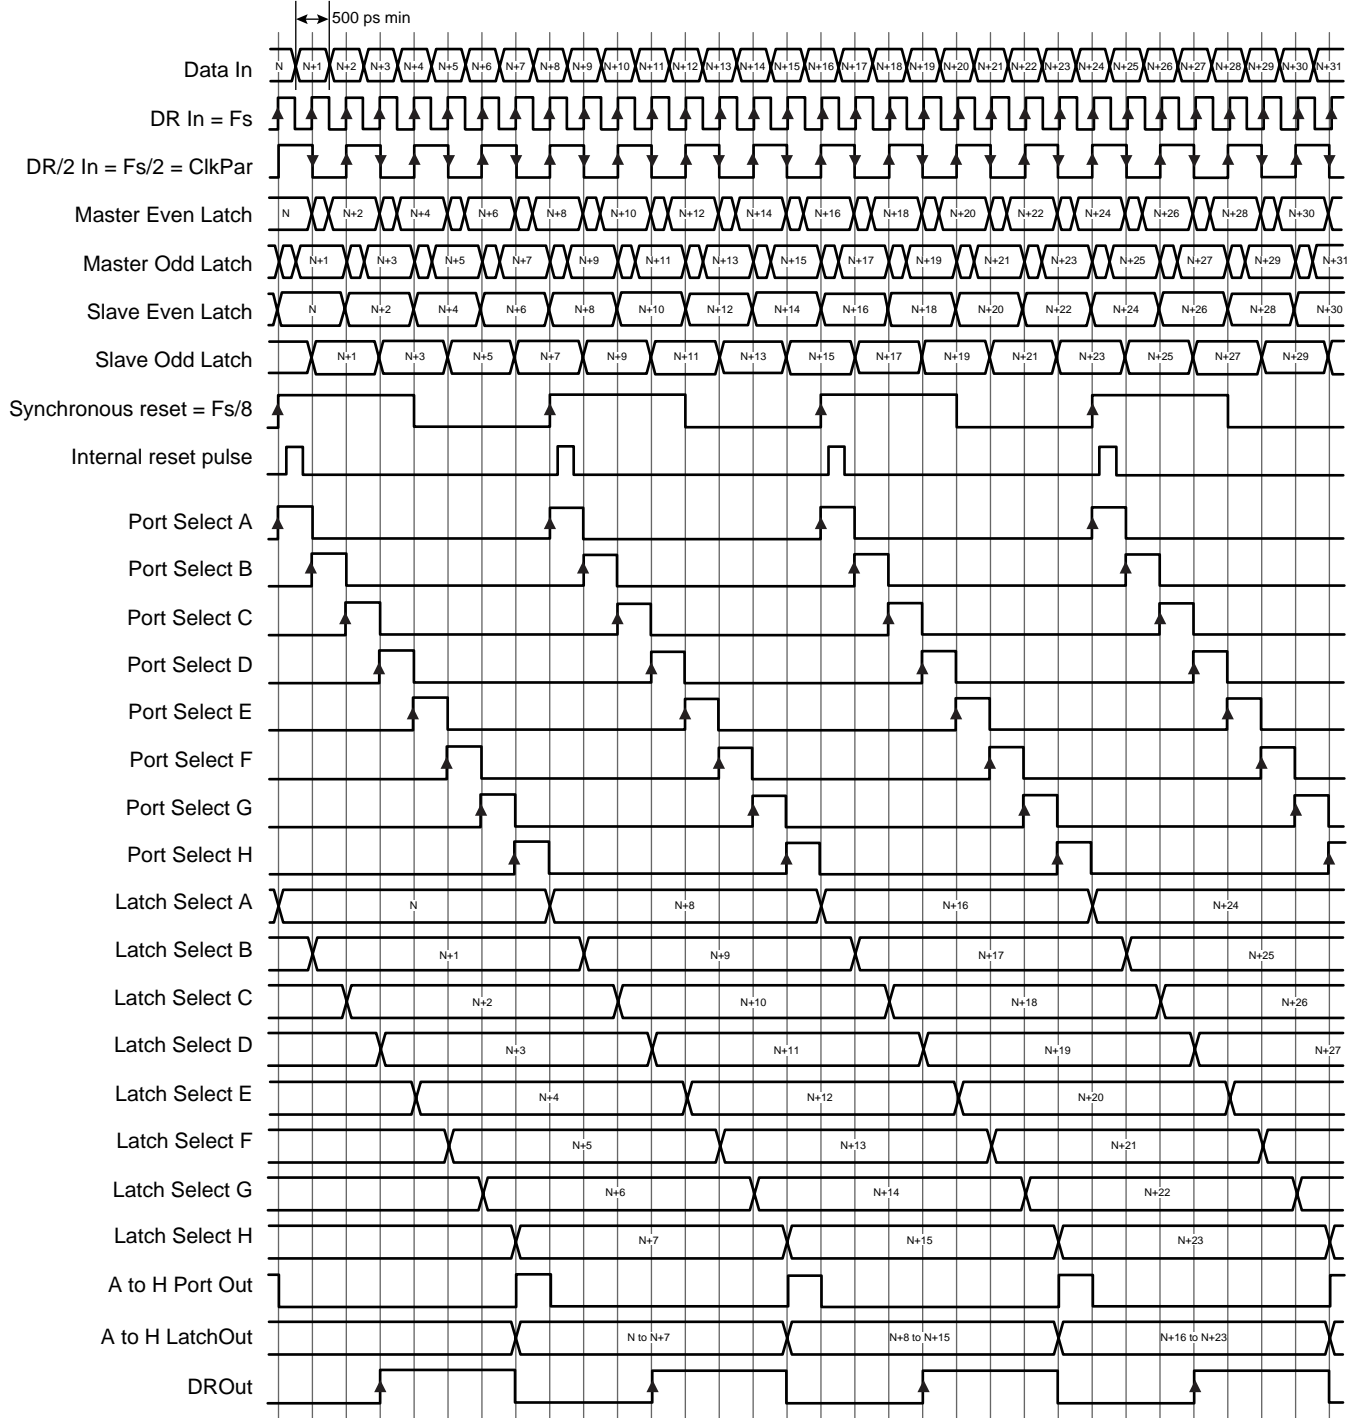 500 ps min
Data In N N+1 N+2 N+3 N+4 N+5 N+6 N+7 N+8 N+9 N+10 N+11 N+12 N+13 N+14 N+15 N+16 N+17 N+18 N+19 N+20 N+21 N+22 N+23 N+24 N+25 N+26 N+27 N+28 N+29 N+30 N+31
DR In = Fs
DR/2 In = Fs/2 = ClkPar
Master Even Latch N N+2 N+4 N+6 N+8 N+10 N+12 N+14 N+16 N+18 N+20 N+22 N+24 N+26 N+28 N+30
Master Odd Latch N+1 N+3 N+5 N+7 N+9 N+11 N+13 N+15 N+17 N+19 N+21 N+23 N+25 N+27 N+29 N+31
Slave Even Latch N N+2 N+4 N+6 N+8 N+10 N+12 N+14 N+16 N+18 N+20 N+22 N+24 N+26 N+28 N+30
Slave Odd Latch N+1 N+3 N+5 N+7 N+9 N+11 N+13 N+15 N+17 N+19 N+21 N+23 N+25 N+27 N+29
Synchronous reset = Fs/8
Internal reset pulse
Port Select A
Port Select B
Port Select C
Port Select D
Port Select E
Port Select F
Port Select G
Port Select H
Latch Select A N N+8 N+16 N+24
Latch Select B N+1 N+9 N+17 N+25
Latch Select C N+2 N+10 N+18 N+26
Latch Select D N+3 N+11 N+19 N+27
Latch Select E N+4 N+12 N+20
Latch Select F N+5 N+13 N+21
Latch Select G N+6 N+14 N+22
Latch Select H N+7 N+15 N+23
A to H Port Out
A to H LatchOut N to N+7 N+8 to N+15 N+16 to N+23
DROut